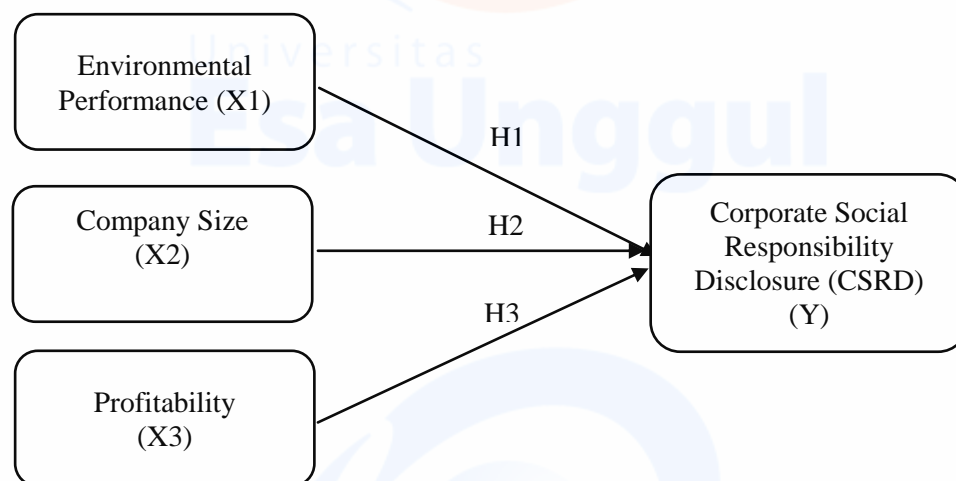 Universitas
Esa Unggul
Environmental
Performance (X1)
H1
Company Size
(X2)
H2
Corporate Social
Responsibility
Disclosure (CSRD)
(Y)
H3
Profitability
(X3)